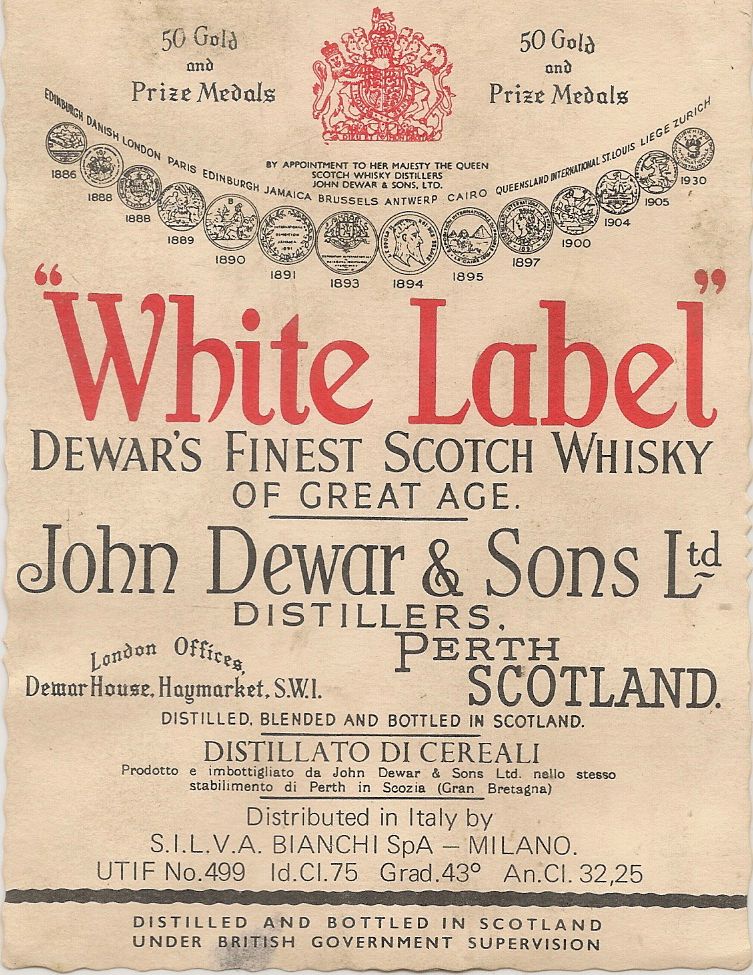 50 Gold
and
Prize Medals
50 Gold
and
Prize Medals
BY APPOINTMENT TO HER MAJESTY THE QUEEN
SCOTCH WHISKY DISTILLERS
JOHN DEWAR & SONS, LTD.
EDINBURGH DANISH LONDON PARIS EDINBURGH JAMAICA BRUSSELS ANTWERP CAIRO QUEENSLAND INTERNATIONAL ST. LOUIS LIEGE ZURICH
1886 1888 1888 1889 1890 1891 1893 1894 1895 1897 1900 1904 1905 1930
“White Label”
DEWAR'S FINEST SCOTCH WHISKY
OF GREAT AGE.
John Dewar & Sons Ltd
DISTILLERS.
PERTH
SCOTLAND.
London Offices,
Dewar House, Haymarket, S.W.1.
DISTILLED, BLENDED AND BOTTLED IN SCOTLAND.
DISTILLATO DI CEREALI
Prodotto e imbottigliato da John Dewar & Sons Ltd. nello stesso
stabilimento di Perth in Scozia (Gran Bretagna)
Distributed in Italy by
S.I.L.V.A. BIANCHI SpA – MILANO.
UTIF No.499 Id.Cl.75 Grad.43° An.Cl. 32,25
DISTILLED AND BOTTLED IN SCOTLAND
UNDER BRITISH GOVERNMENT SUPERVISION